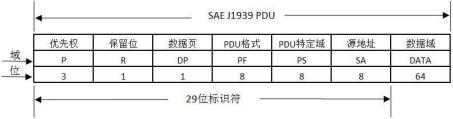 SAE J1939 PDU
优先权 保留位 数据页 PDU格式 PDU特定域 源地址 数据域
域 P R DP PF PS SA DATA
位 3 1 1 8 8 8 64
29位标识符